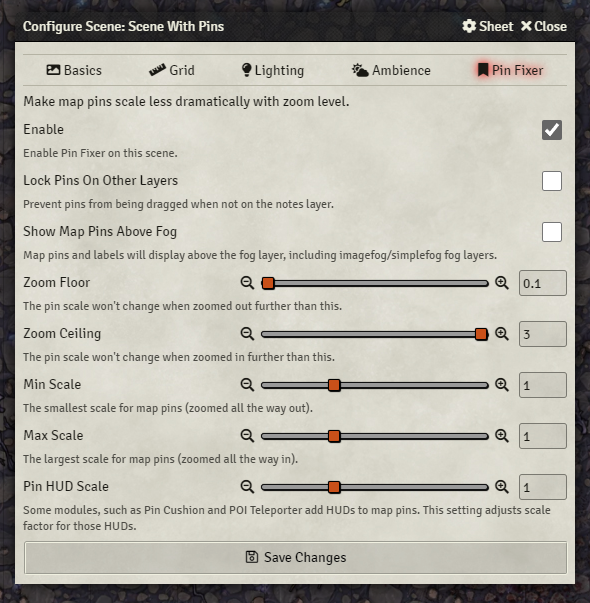 Configure Scene: Scene With Pins Sheet Close
Basics Grid Lighting Ambience Pin Fixer
Make map pins scale less dramatically with zoom level.
Enable
Enable Pin Fixer on this scene.
Lock Pins On Other Layers
Prevent pins from being dragged when not on the notes layer.
Show Map Pins Above Fog
Map pins and labels will display above the fog layer, including imagefog/simplefog fog layers.
Zoom Floor 0.1
The pin scale won't change when zoomed out further than this.
Zoom Ceiling 3
The pin scale won't change when zoomed in further than this.
Min Scale 1
The smallest scale for map pins (zoomed all the way out).
Max Scale 1
The largest scale for map pins (zoomed all the way in).
Pin HUD Scale 1
Some modules, such as Pin Cushion and POI Teleporter add HUDs to map pins. This setting adjusts scale
factor for those HUDs.
Save Changes